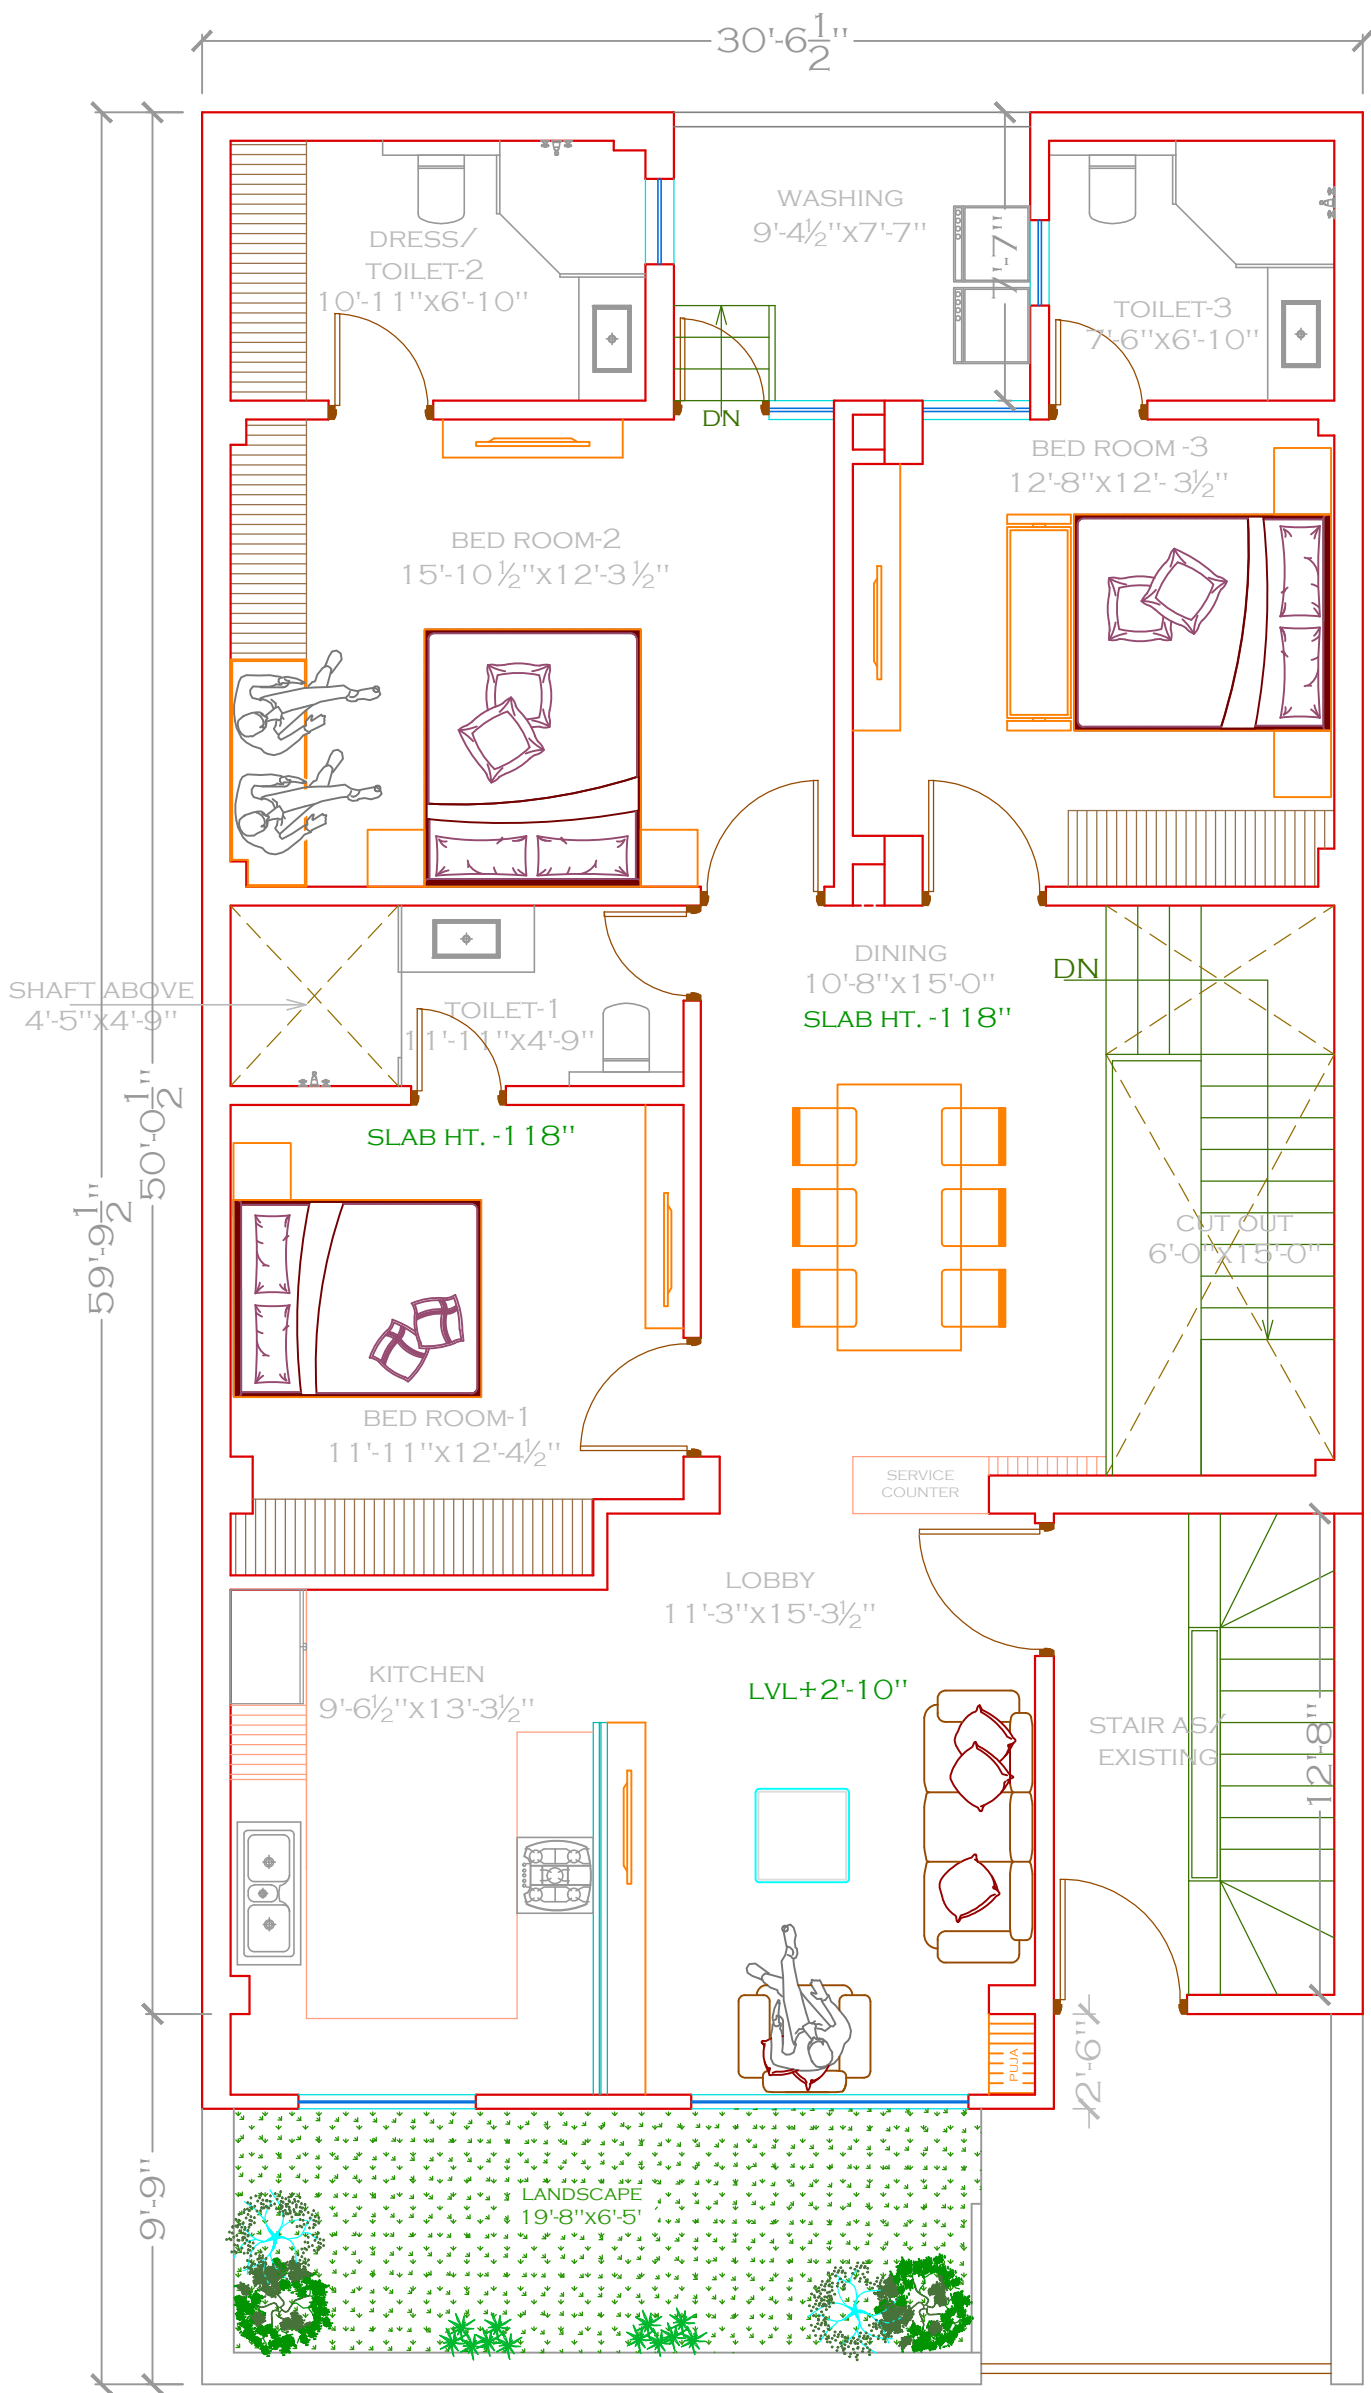 30'-6½"
WASHING
9'-4½"x7'-7"
7'-7"
DRESS/
TOILET-2
10'-11"x6'-10"
TOILET-3
7'-6"x6'-10"
DN
BED ROOM -3
12'-8"x12'- 3½"
BED ROOM-2
15'-10 ½"x12'-3 ½"
DINING
10'-8"x15'-0"
SLAB HT. -118"
DN
SHAFT ABOVE
4'-5"x4'-9"
TOILET-1
11'-11"x4'-9"
SLAB HT. -118"
50'-0½"
59'-9½"
CUT OUT
6'-0"x15'-0"
BED ROOM-1
11'-11"x12'-4½"
SERVICE
COUNTER
LOBBY
11'-3"x15'-3½"
KITCHEN
9'-6½"x13'-3½"
LVL+2'-10"
STAIR AS/
EXISTING
12'-8"
PUJA
2'-6"
9'-9"
LANDSCAPE
19'-8"x6'-5'